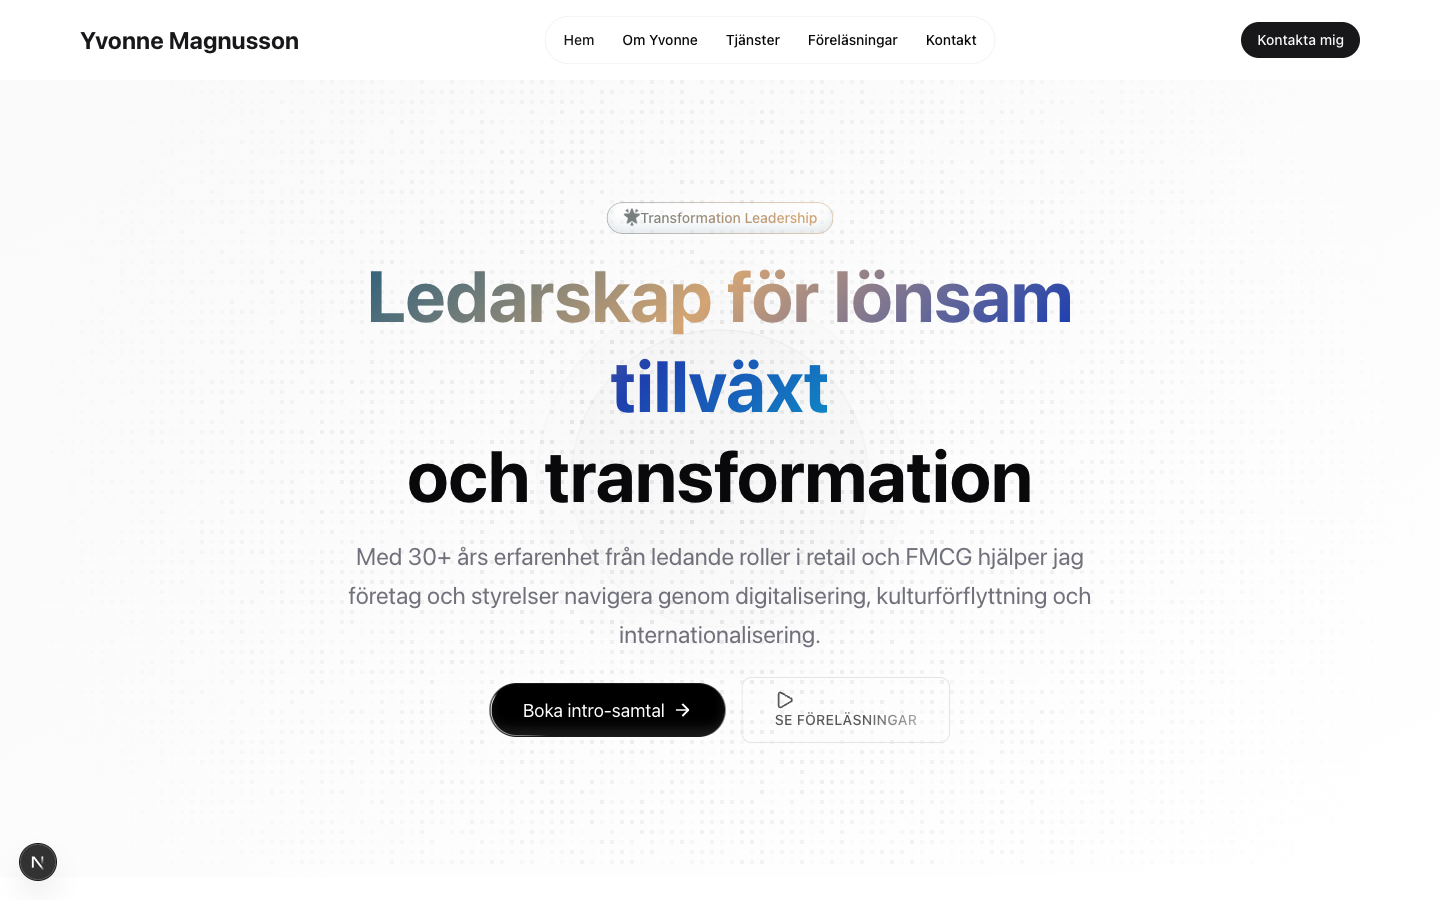 Yvonne Magnusson
Hem
Om Yvonne
Tjänster
Föreläsningar
Kontakt
Kontakta mig
Transformation Leadership
Ledarskap för lönsam
tillväxt
och transformation
Med 30+ års erfarenhet från ledande roller i retail och FMCG hjälper jag
företag och styrelser navigera genom digitalisering, kulturförflyttning och
internationalisering.
Boka intro-samtal
SE FÖRELÄSNINGAR
N